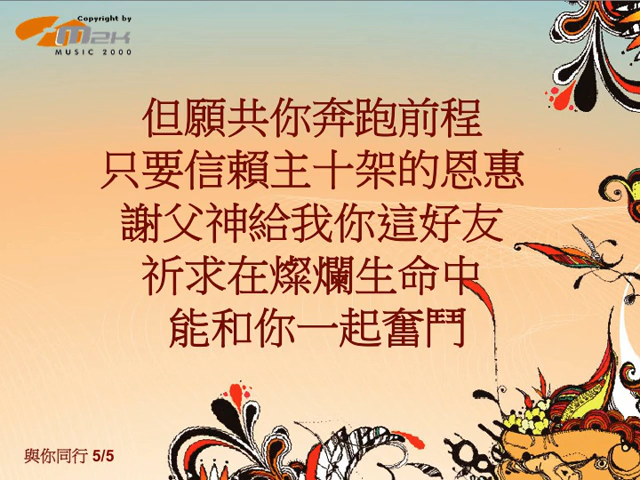 Copyright by
M2K
MUSIC 2000
但願共你奔跑前程
只要信賴主十架的恩惠
謝父神給我你這好友
祈求在燦爛生命中
能和你一起奮鬥
與你同行 5/5